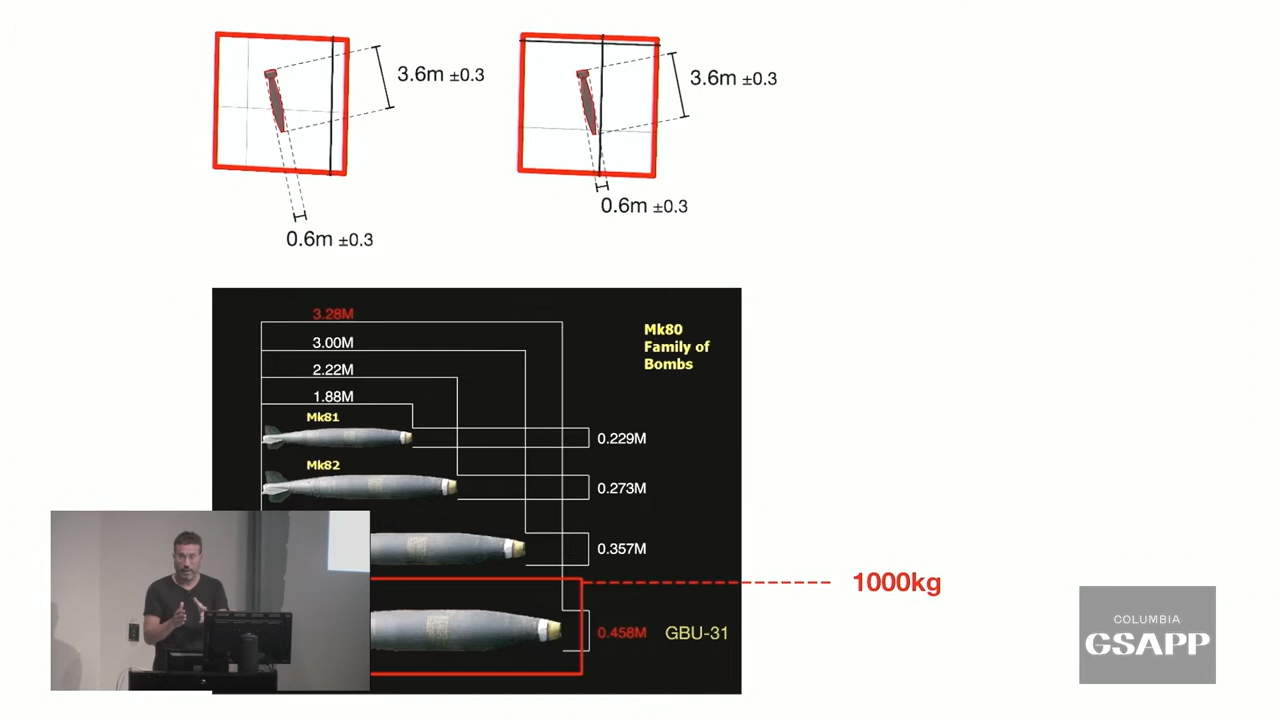 3.6m ±0.3
3.6m ±0.3
0.6m ±0.3
0.6m ±0.3
3.28M
3.00M
2.22M
1.88M
Mk80
Family of
Bombs
Mk81
0.229M
Mk82
0.273M
0.357M
1000kg
0.458M
GBU-31
COLUMBIA
GSAPP